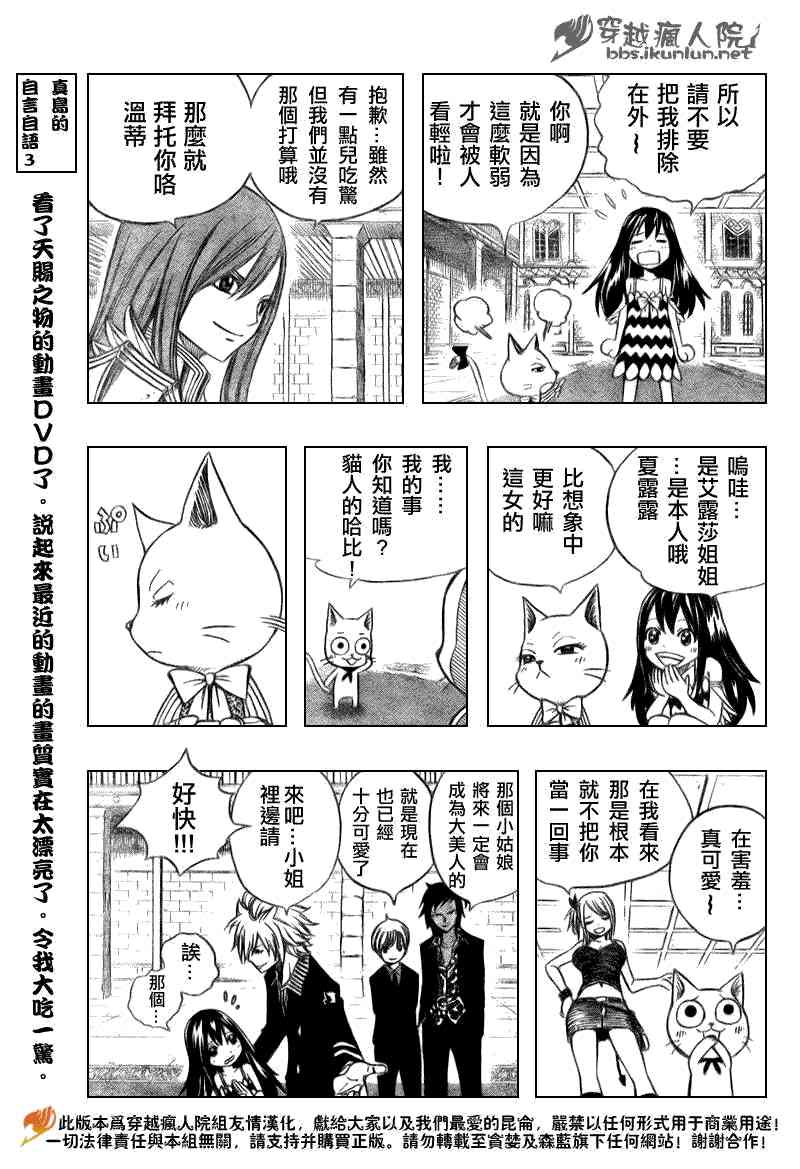 穿越瘋人院
bbs.ikunlun.net
所以
請不要
把我排除
在外~
你啊
就是因為
這麼軟弱
才會被人
看輕啦!
抱歉…雖然
有一點兒吃驚
但我們並沒有
那個打算哦
那麼就
拜托你咯
溫蒂
真島的
自言自語3
看了天賜之物的動畫DVD了。説起來最近的動畫的畫質實在太漂亮了。令我大吃一驚。
嗚哇…
是艾露莎姐姐
…是本人哦
夏露露
比想象中
更好嘛
這女的
我……
我的事
你知道嗎?
貓人的哈比!
ぷい
在害羞…
真可愛~
在我看來
那是根本
就不把你
當一回事
那個小姑娘
將來一定會
成為大美人的
就是現在
也已經
十分可愛了
來吧…小姐
裡邊請
好快!!!
誒…
那個…
此版本爲穿越瘋人院組友情漢化，獻給大家以及我們最愛的昆侖，嚴禁以任何形式用于商業用途!
一切法律責任與本組無關，請支持并購買正版。請勿轉載至貪婪及森藍旗下任何網站！謝謝合作！